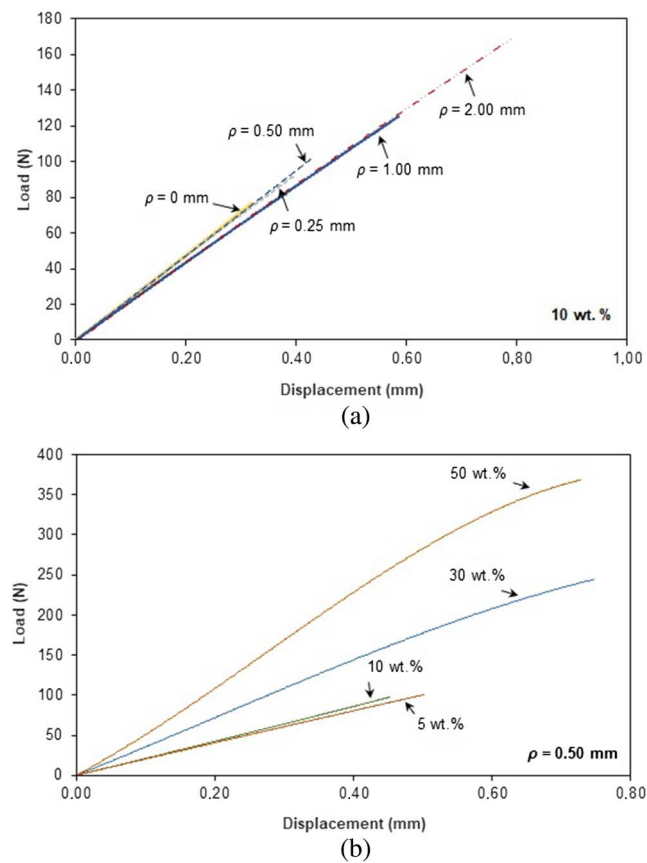 180
160
140
120
100
80
60
40
20
0
Load (N)
ρ = 2.00 mm
ρ = 0.50 mm
ρ = 1.00 mm
ρ = 0 mm
ρ = 0.25 mm
10 wt. %
0.00 0.20 0.40 0.60 0,80 1,00
Displacement (mm)
(a)
400
350
300
250
200
150
100
50
0
Load (N)
50 wt.%
30 wt.%
10 wt.%
5 wt.%
ρ = 0.50 mm
0.00 0.20 0.40 0.60 0.80
Displacement (mm)
(b)